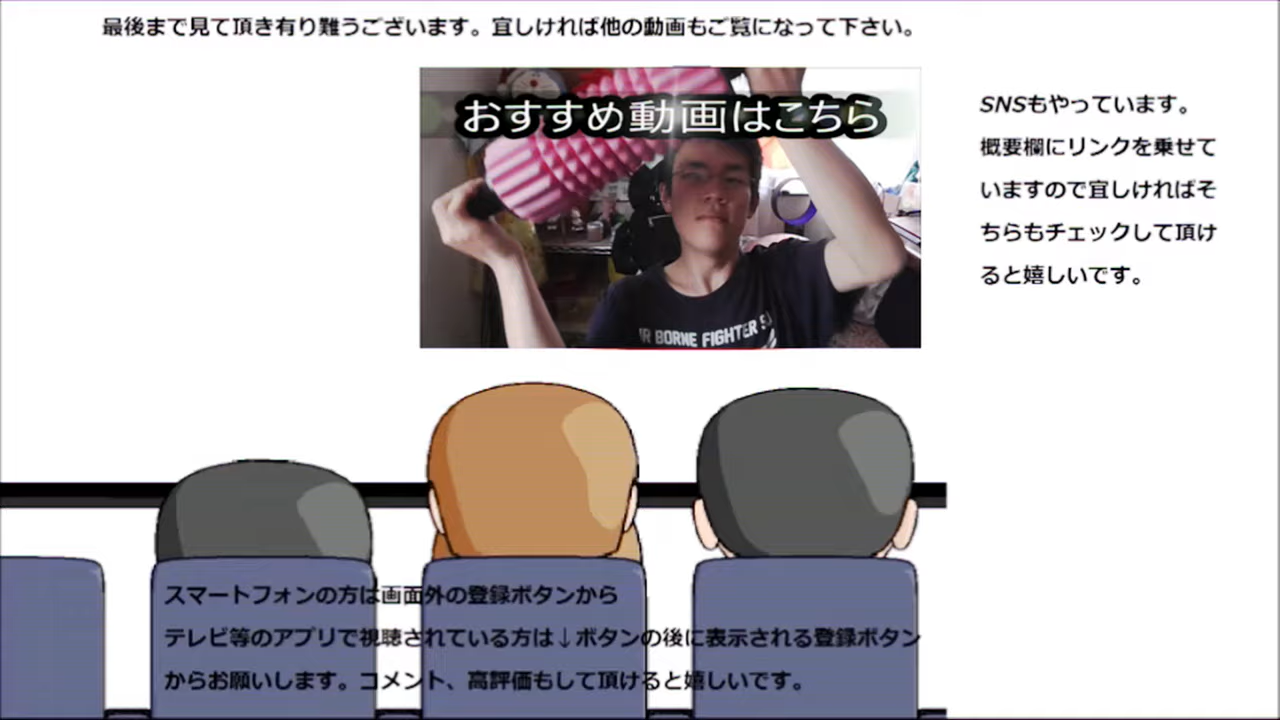 最後まで見て頂き有り難うございます。宜しければ他の動画もご覧になって下さい。
おすすめ動画はこちら
SNSもやっています。
概要欄にリンクを乗せて
いますので宜しければそ
ちらもチェックして頂け
ると嬉しいです。
BORNE FIGHTER
スマートフォンの方は画面外の登録ボタンから
テレビ等のアプリで視聴されている方は↓ボタンの後に表示される登録ボタン
からお願いします。コメント、高評価もして頂けると嬉しいです。